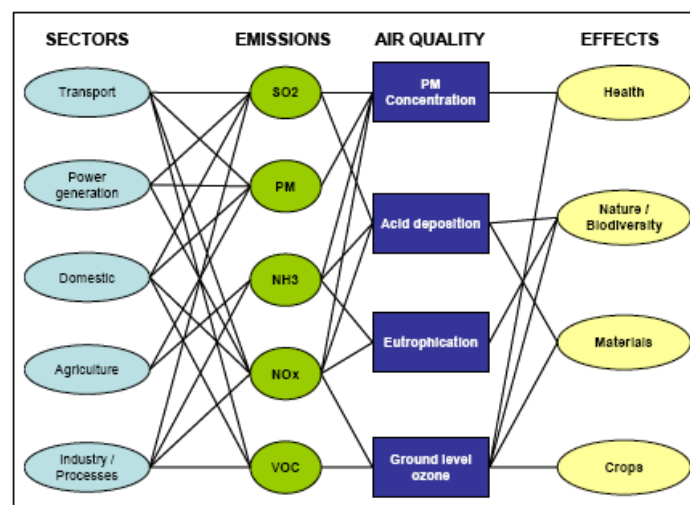 SECTORS
EMISSIONS
AIR QUALITY
EFFECTS
Transport
SO2
PM
Concentration
Health
Power
generation
PM
Acid deposition
Nature /
Biodiversity
Domestic
NH3
Eutrophication
Materials
Agriculture
NOx
Industry /
Processes
VOC
Ground level
ozone
Crops